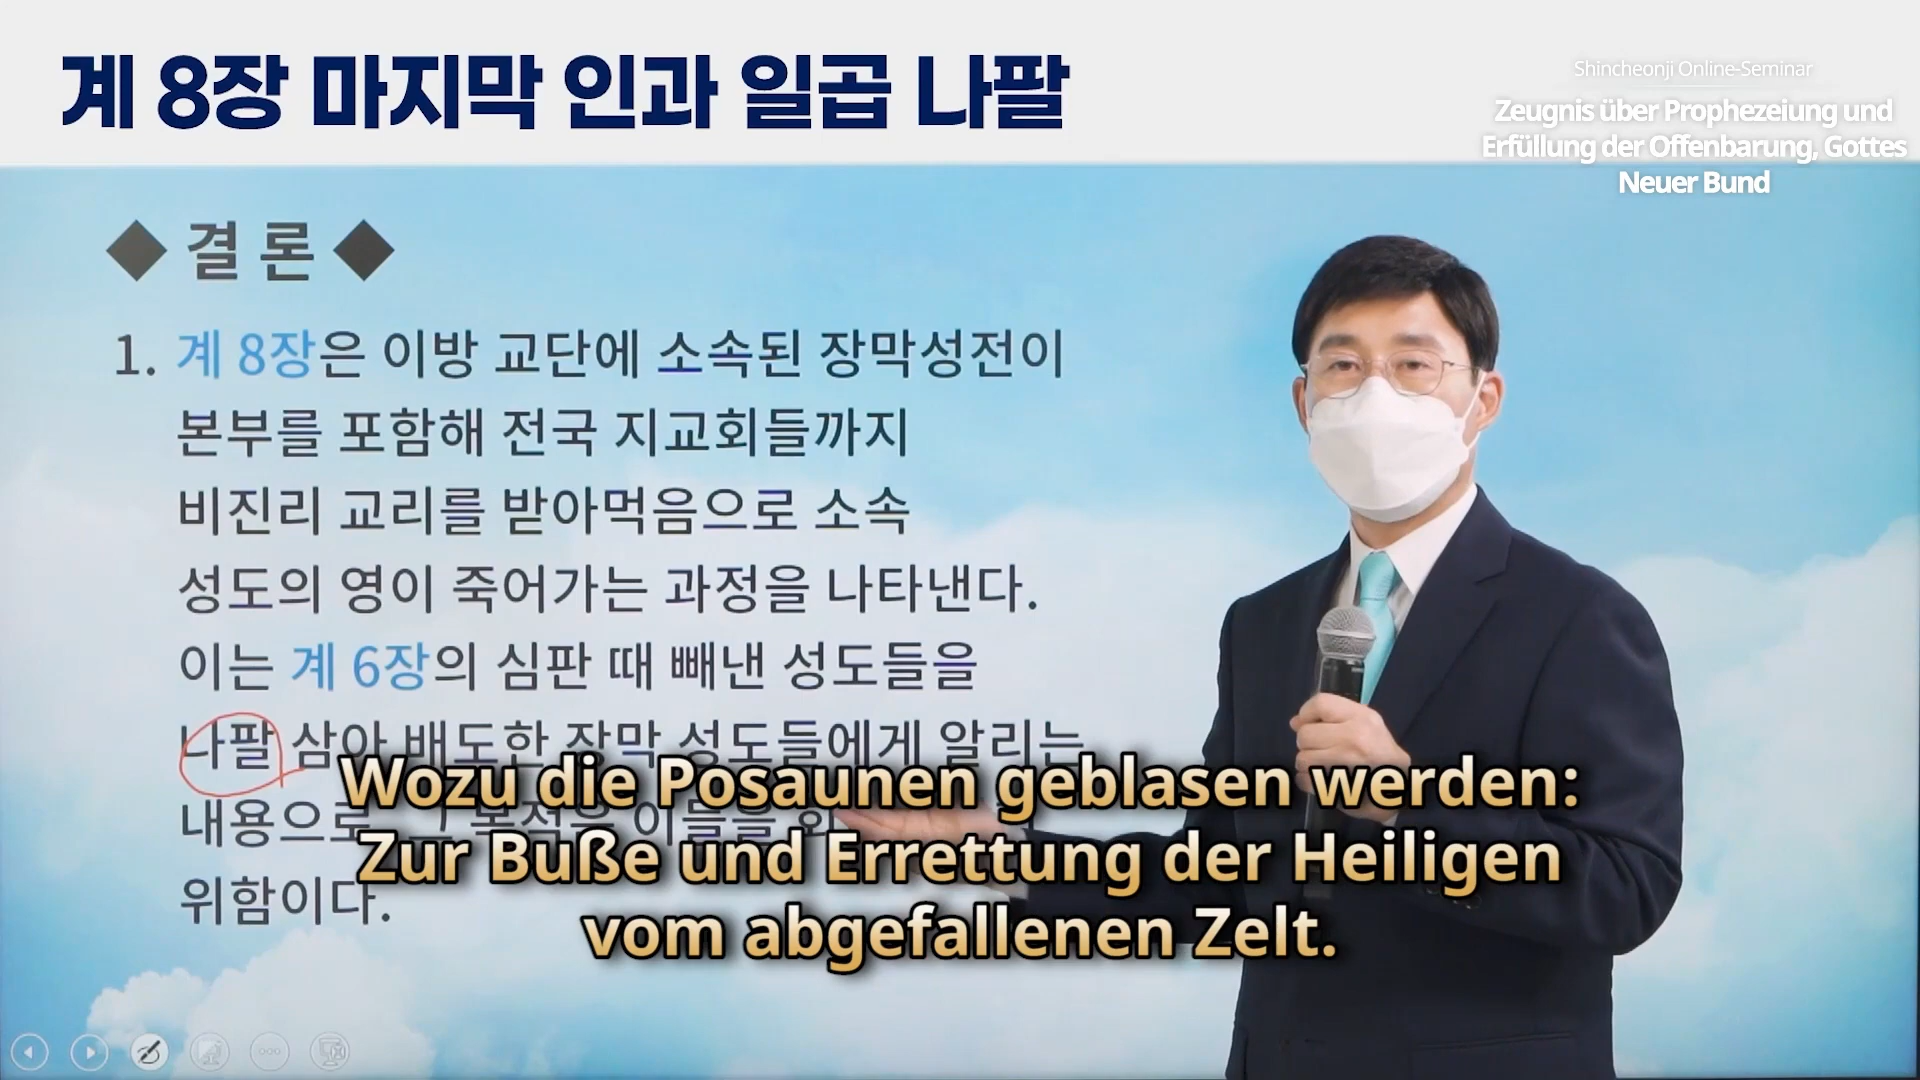 계 8장 마지막 인과 일곱 나팔
Shincheonji Online-Seminar
Zeugnis über Prophezeiung und
Erfüllung der Offenbarung, Gottes
Neuer Bund
◆ 결 론 ◆
1. 계 8장은 이방 교단에 소속된 장막성전이
본부를 포함해 전국 지교회들까지
비진리 교리를 받아먹음으로 소속
성도의 영이 죽어가는 과정을 나타낸다.
이는 계 6장의 심판 때 빼낸 성도들을
나팔 삼아 배도한 장막 성도들에게 알리는
내용으로 그 목적은 이들을
위함이다.
Wozu die Posaunen geblasen werden:
Zur Buße und Errettung der Heiligen
vom abgefallenen Zelt.